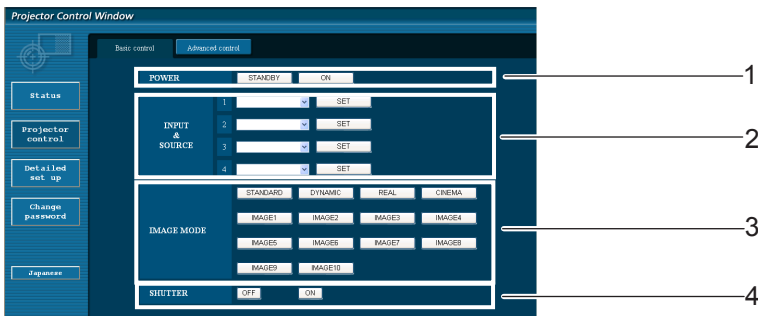 Projector Control Window
Basic control Advanced control
POWER STANDBY ON 1
Status
1 SET
INPUT & SOURCE 2 SET 2
3 SET
4 SET
Projector control
Detailed set up
Change password
Japanese
STANDARD DYNAMIC REAL CINEMA
IMAGE1 IMAGE2 IMAGE3 IMAGE4
IMAGE MODE 3
IMAGE5 IMAGE6 IMAGE7 IMAGE8
IMAGE9 IMAGE10
SHUTTER OFF ON 4